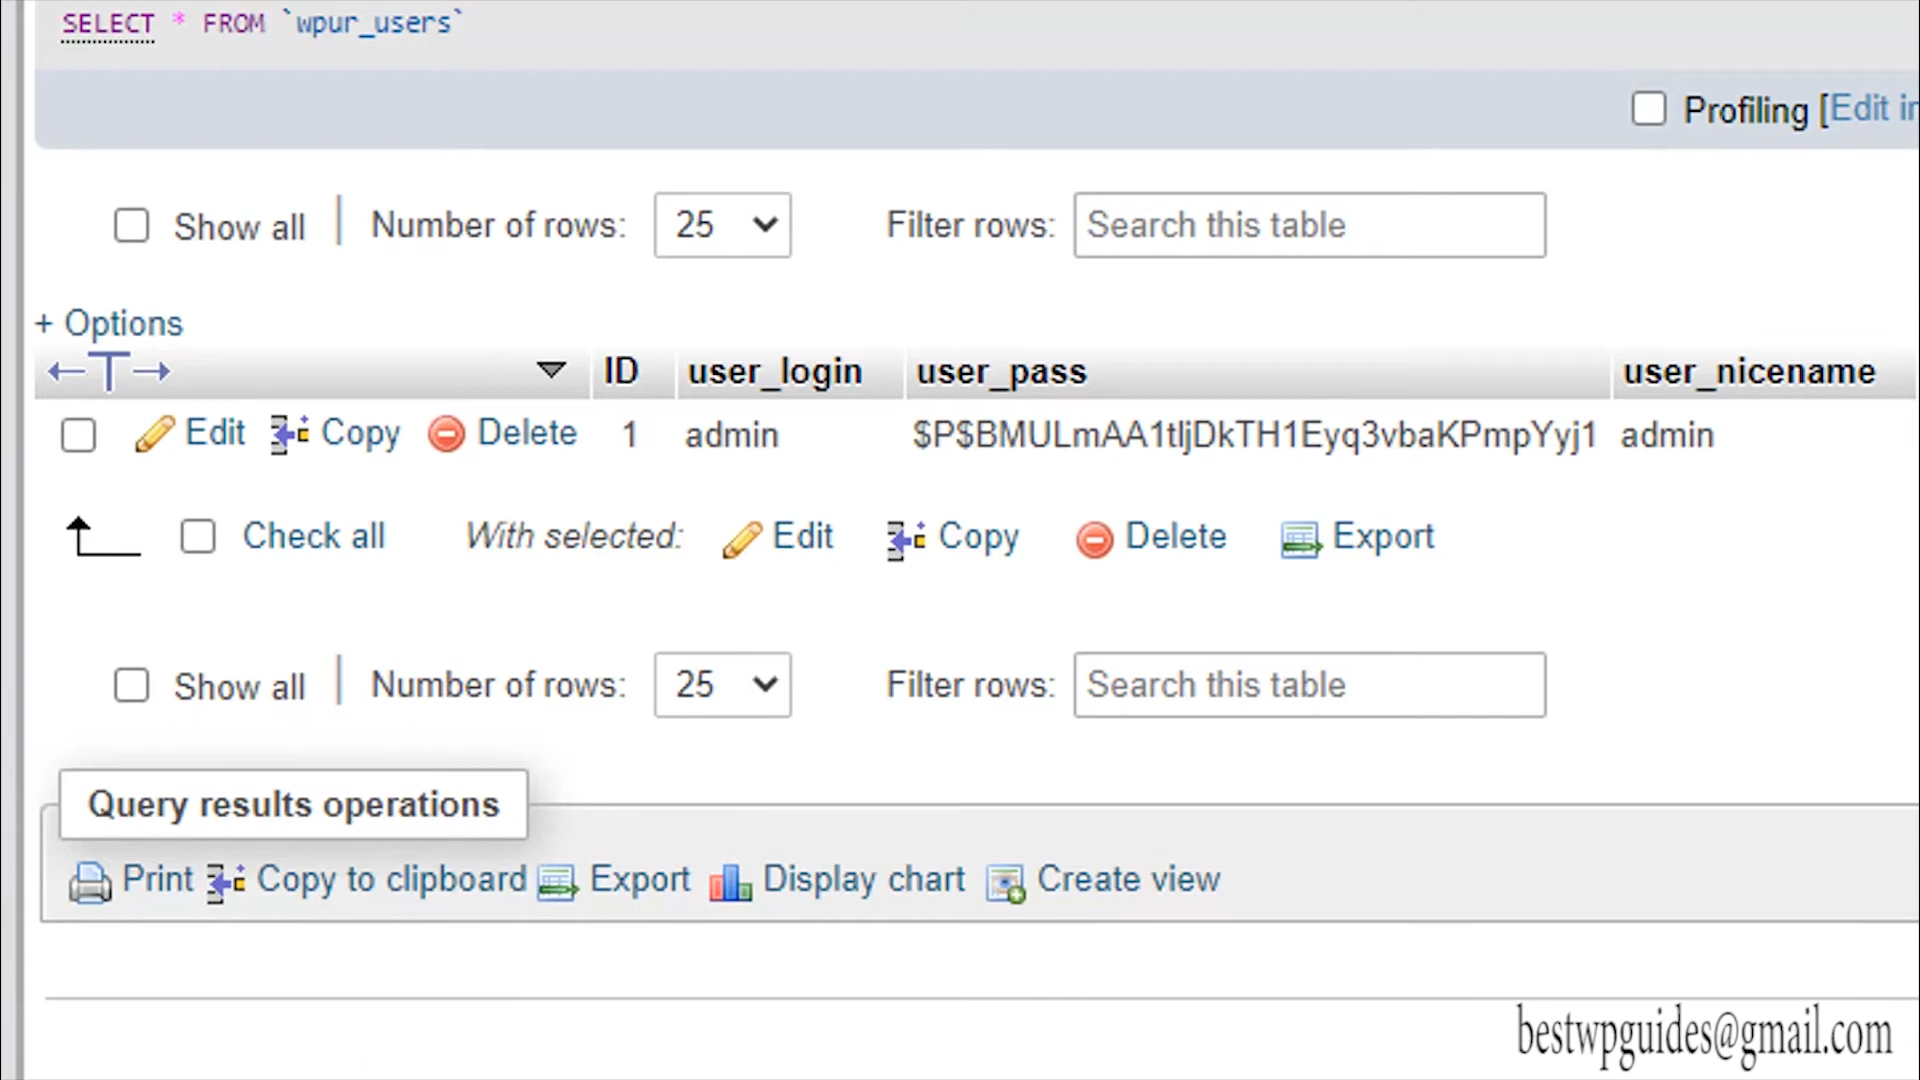 SELECT * FROM `wpur_users`
Profiling [Edit in
Show all | Number of rows: 25 Filter rows: Search this table
+ Options
←T→ ID user_login user_pass user_nicename
Edit Copy Delete 1 admin $P$BMULmAA1tljDkTH1Eyq3vbaKPmpYyj1 admin
Check all With selected: Edit Copy Delete Export
Show all | Number of rows: 25 Filter rows: Search this table
Query results operations
Print Copy to clipboard Export Display chart Create view
bestwpguides@gmail.com